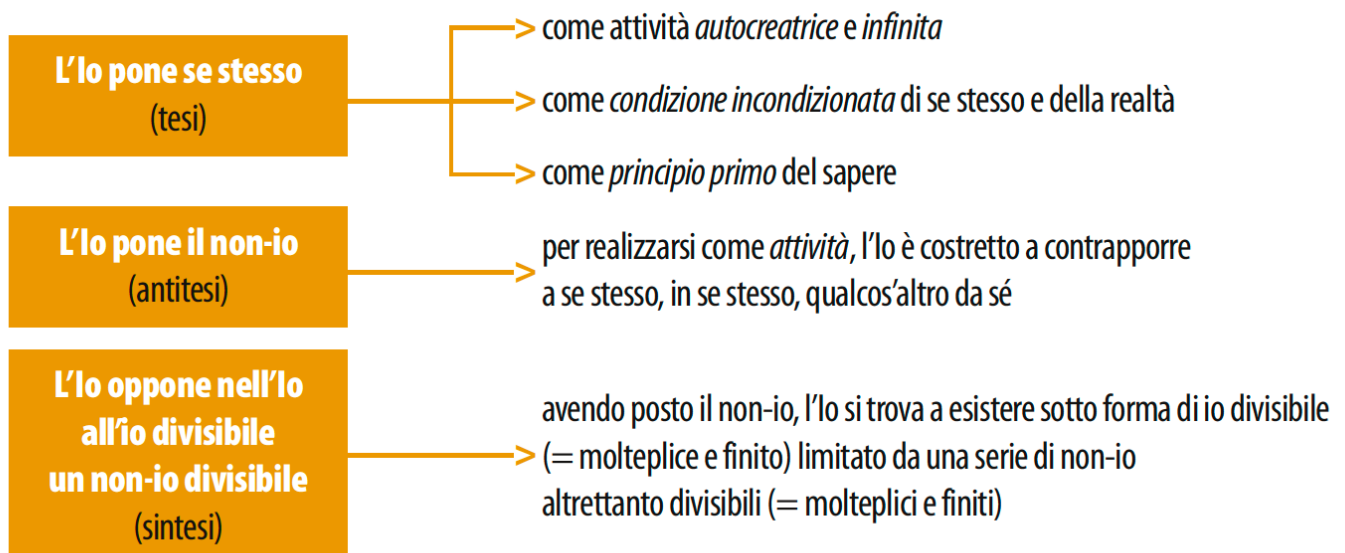 L'Io pone se stesso
(tesi)
> come attività autocreatrice e infinita
> come condizione incondizionata di se stesso e della realtà
> come principio primo del sapere
L'Io pone il non-io
(antitesi)
> per realizzarsi come attività, l'Io è costretto a contrapporre
a se stesso, in se stesso, qualcos'altro da sé
L'Io oppone nell'Io
all'io divisibile
un non-io divisibile
(sintesi)
avendo posto il non-io, l'Io si trova a esistere sotto forma di io divisibile
> (= molteplice e finito) limitato da una serie di non-io
altrettanto divisibili (= molteplici e finiti)